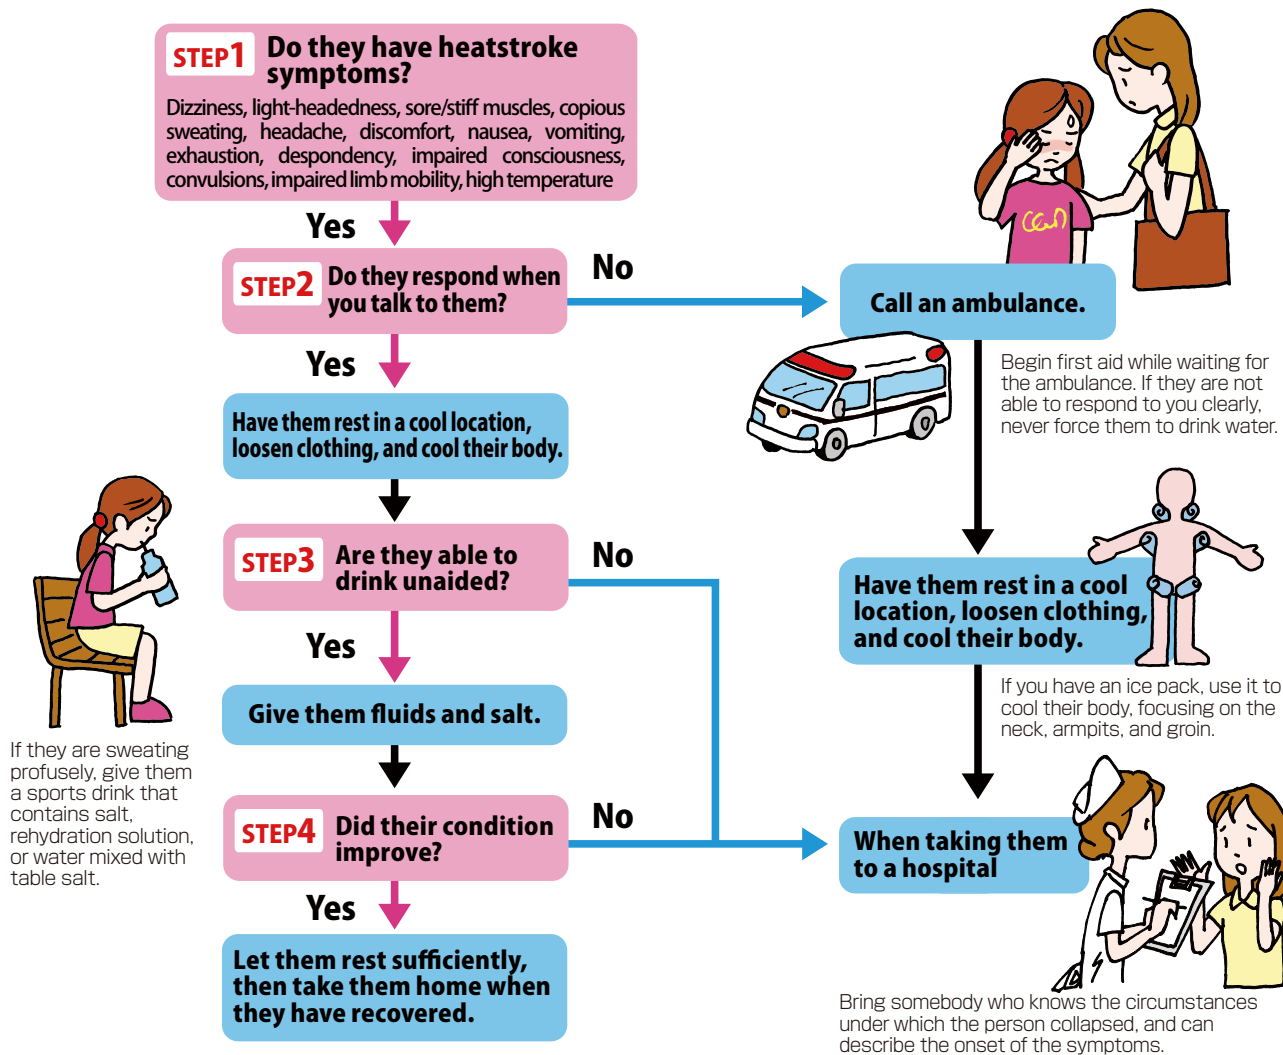 STEP1 Do they have heatstroke
symptoms?
Dizziness, light-headedness, sore/stiff muscles, copious
sweating, headache, discomfort, nausea, vomiting,
exhaustion, despondency, impaired consciousness,
convulsions, impaired limb mobility, high temperature
Yes
STEP2 Do they respond when
you talk to them?
No
Call an ambulance.
Begin first aid while waiting for
the ambulance. If they are not
able to respond to you clearly,
never force them to drink water.
Yes
Have them rest in a cool location,
loosen clothing, and cool their body.
STEP3 Are they able to
drink unaided?
No
Have them rest in a cool
location, loosen clothing,
and cool their body.
If you have an ice pack, use it to
cool their body, focusing on the
neck, armpits, and groin.
Yes
Give them fluids and salt.
If they are sweating
profusely, give them
a sports drink that
contains salt,
rehydration solution,
or water mixed with
table salt.
STEP4 Did their condition
improve?
No
When taking them
to a hospital
Bring somebody who knows the circumstances
under which the person collapsed, and can
describe the onset of the symptoms.
Yes
Let them rest sufficiently,
then take them home when
they have recovered.